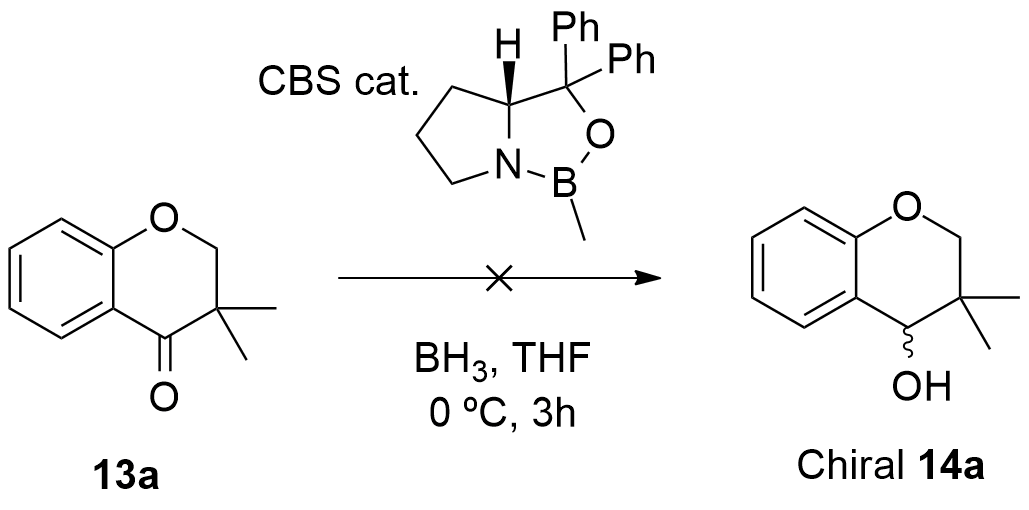 Ph
H
Ph
CBS cat.
O
N
B
O
O
BH₃, THF
0 ºC, 3h
O
OH
13a
Chiral 14a